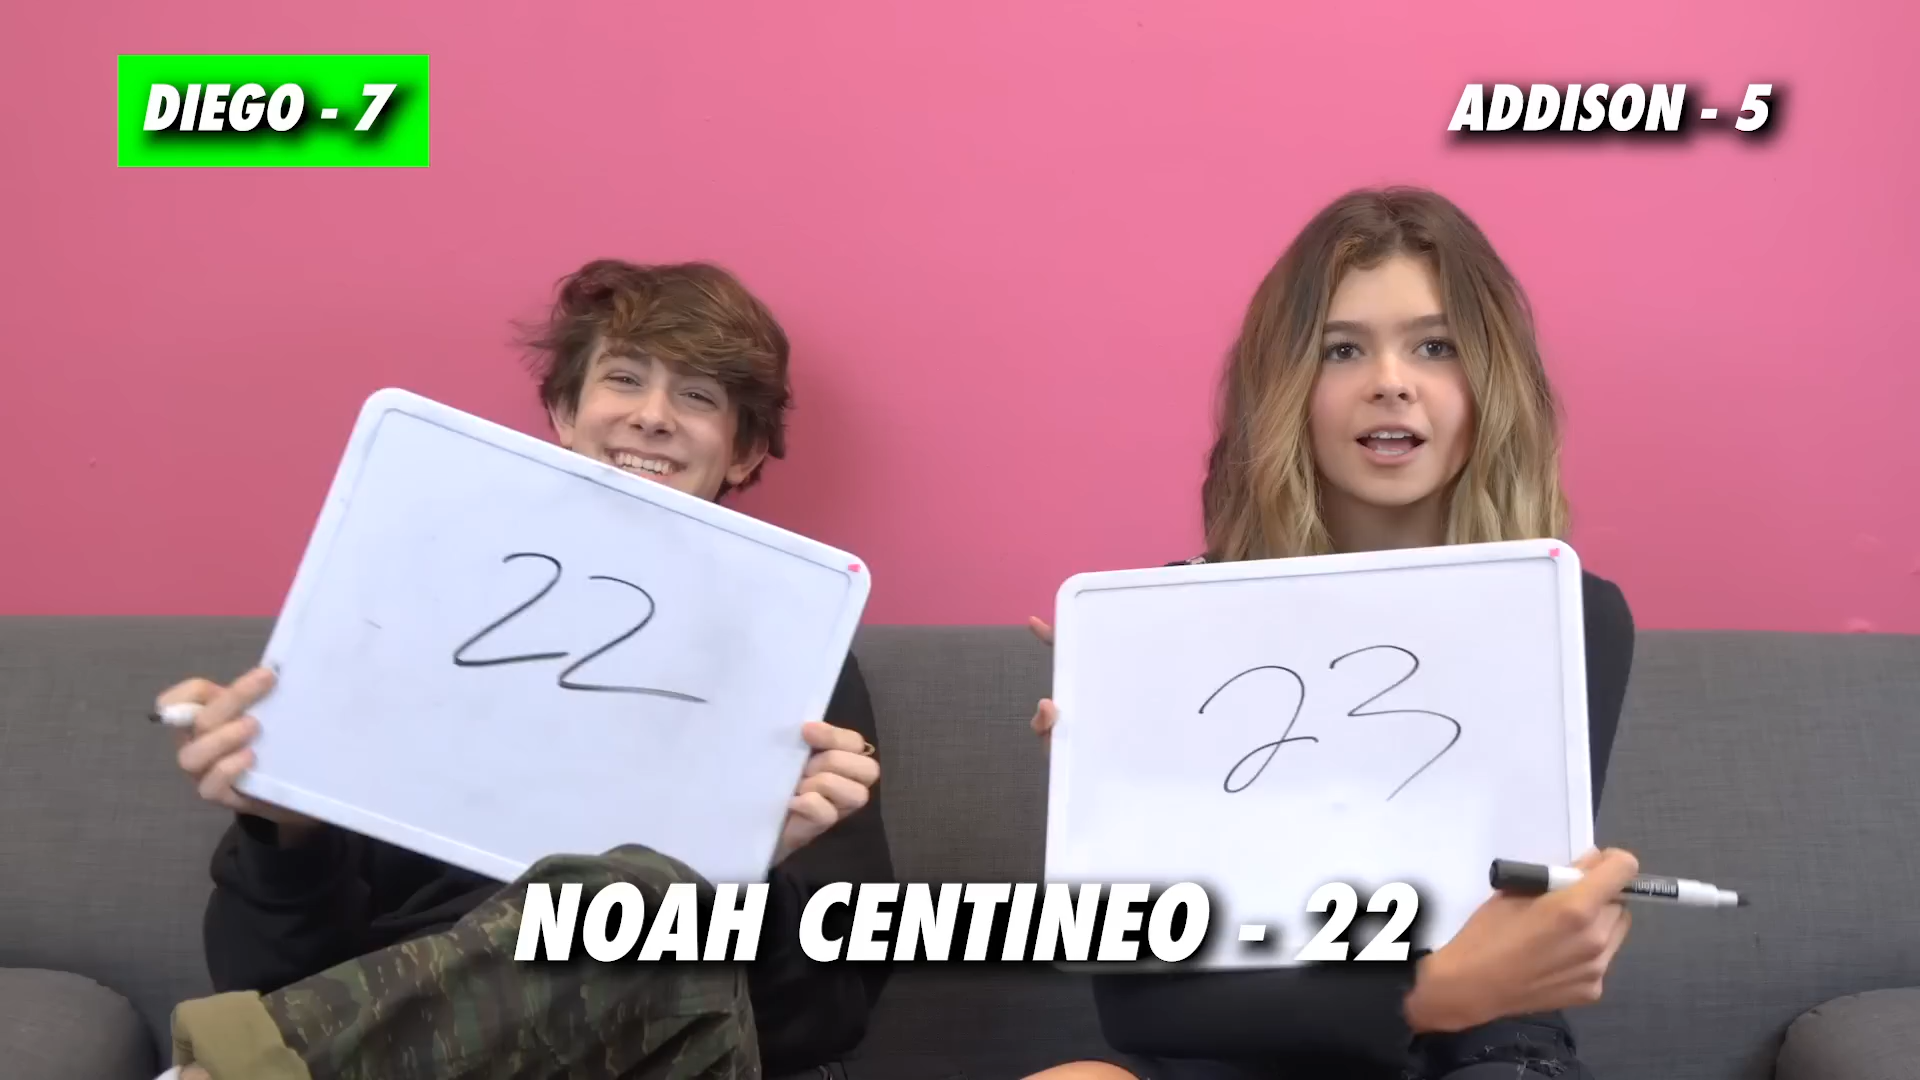 DIEGO - 7
ADDISON - 5
22
23
NOAH CENTINEO - 22